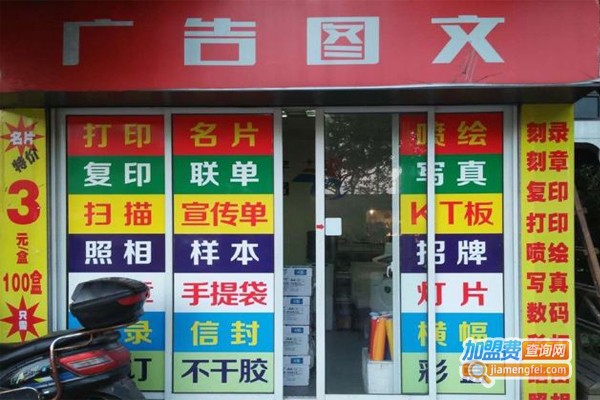 广告图文
名片
特价
3
元/盒
100盒
只需
打印
复印
扫描
照相
录
订
名片
联单
宣传单
样本
手提袋
信封
不干胶
喷绘
写真
KT板
招牌
灯片
横幅
彩
刻录
刻章
复印
打印
喷绘
写真
数码
照相
加盟费查询网
jiamengfei.com